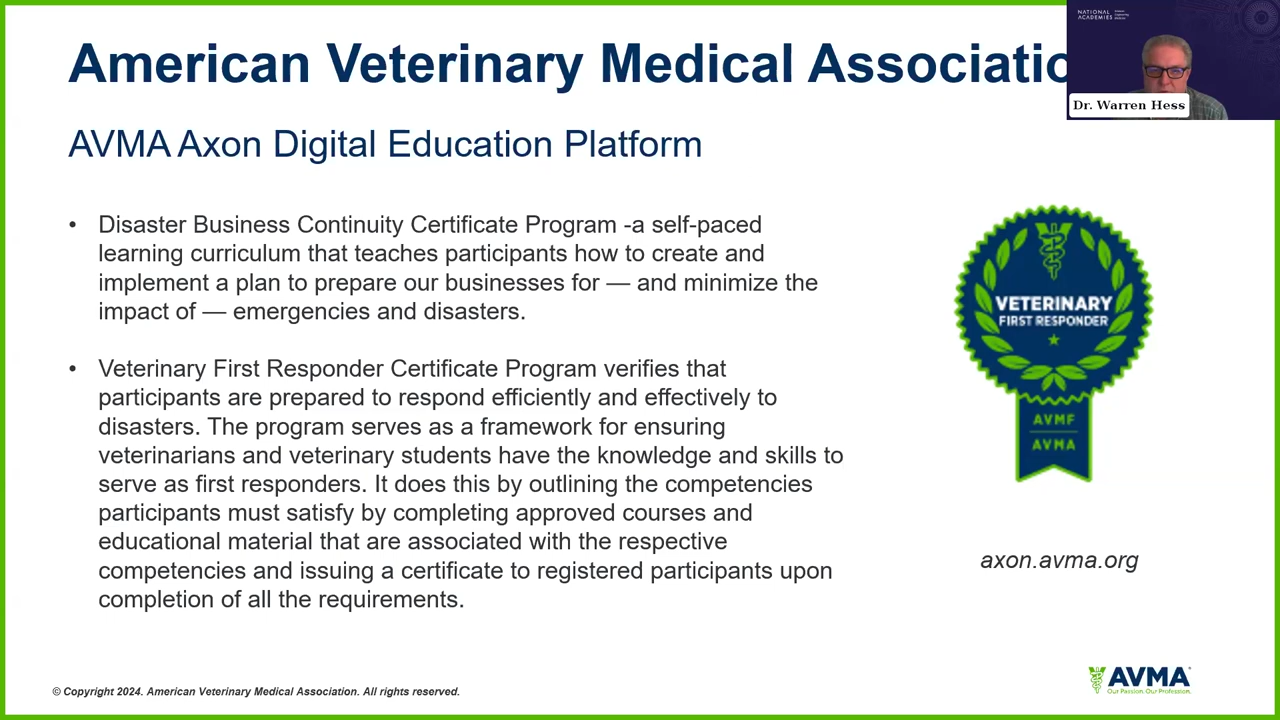 American Veterinary Medical Associatio
NATIONAL
ACADEMIES
Sciences
Engineering
Medicine
Dr. Warren Hess
AVMA Axon Digital Education Platform
• Disaster Business Continuity Certificate Program -a self-paced
learning curriculum that teaches participants how to create and
implement a plan to prepare our businesses for — and minimize the
impact of — emergencies and disasters.
• Veterinary First Responder Certificate Program verifies that
participants are prepared to respond efficiently and effectively to
disasters. The program serves as a framework for ensuring
veterinarians and veterinary students have the knowledge and skills to
serve as first responders. It does this by outlining the competencies
participants must satisfy by completing approved courses and
educational material that are associated with the respective
competencies and issuing a certificate to registered participants upon
completion of all the requirements.
VETERINARY
FIRST RESPONDER
AVMF
AVMA
axon.avma.org
© Copyright 2024. American Veterinary Medical Association. All rights reserved.
AVMA
Our Passion. Our Profession.